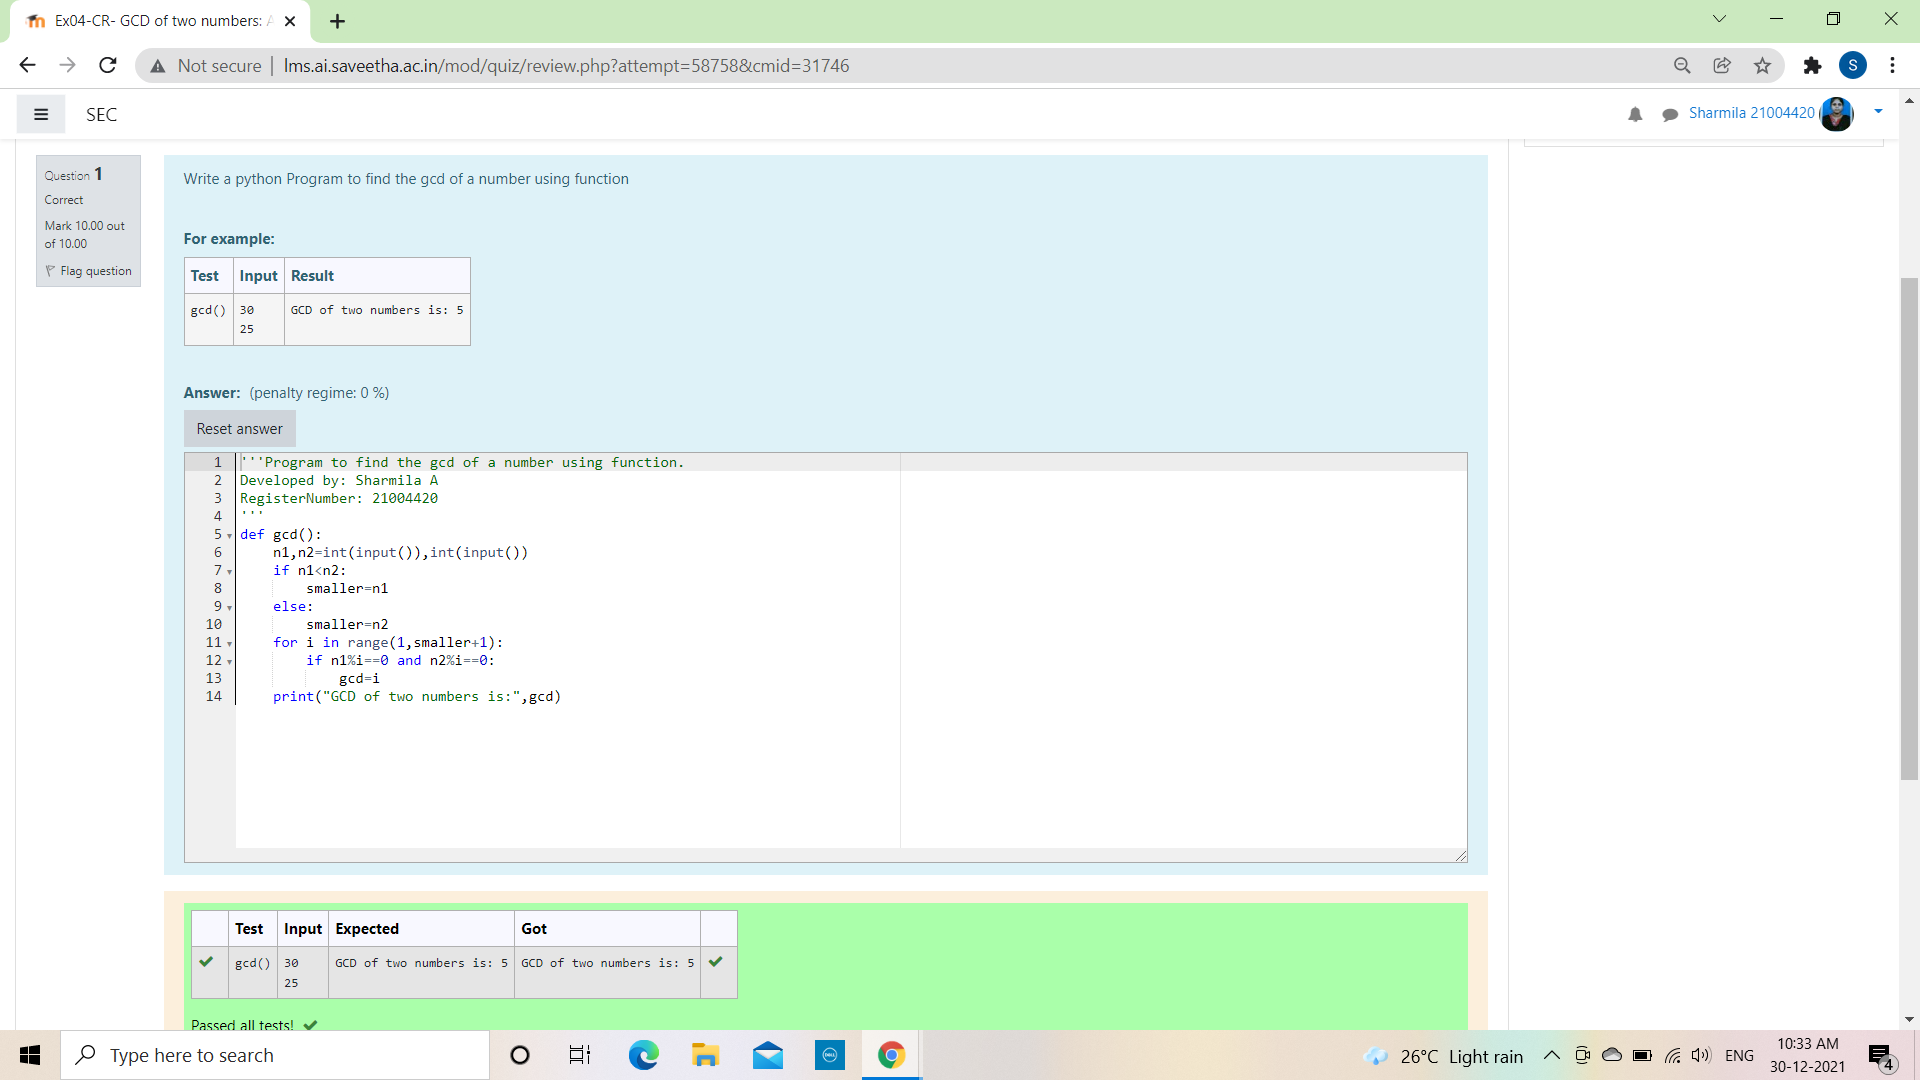 Ex04-CR- GCD of two numbers:
Not secure | lms.ai.saveetha.ac.in/mod/quiz/review.php?attempt=58758&cmid=31746
S
SEC
Sharmila 21004420
Question 1
Correct
Mark 10.00 out
of 10.00
Flag question
Write a python Program to find the gcd of a number using function
For example:
Test Input Result
gcd() 30 GCD of two numbers is: 5
25
Answer: (penalty regime: 0 %)
Reset answer
1 '''Program to find the gcd of a number using function.
2 Developed by: Sharmila A
3 RegisterNumber: 21004420
4 '''
5 def gcd():
6     n1,n2=int(input()),int(input())
7     if n1<n2:
8         smaller=n1
9     else:
10         smaller=n2
11     for i in range(1,smaller+1):
12         if n1%i==0 and n2%i==0:
13             gcd=i
14     print("GCD of two numbers is:",gcd)
Test Input Expected Got
gcd() 30 GCD of two numbers is: 5 GCD of two numbers is: 5
25
Passed all tests!
Type here to search
DELL
26°C Light rain
ENG
10:33 AM
30-12-2021
4